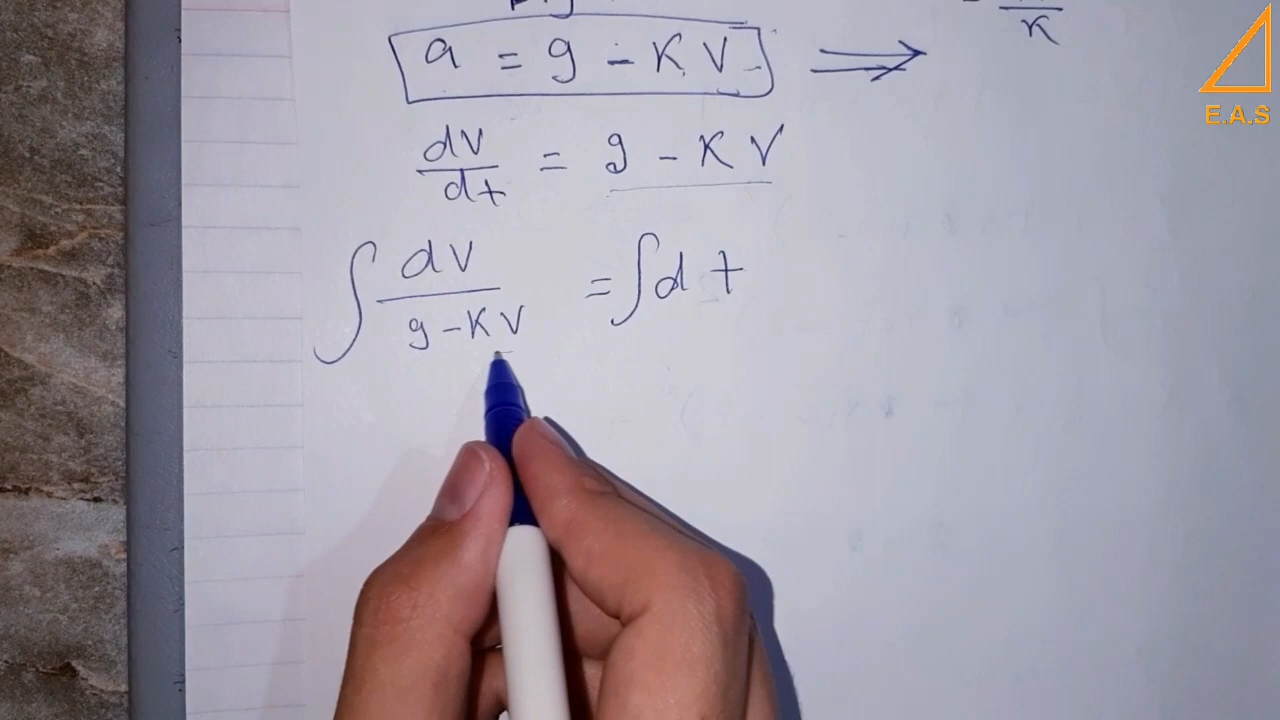 a = g - KV
K
dV/dt = g - KV
∫ dV/(g - KV) = ∫ dt
E.A.S